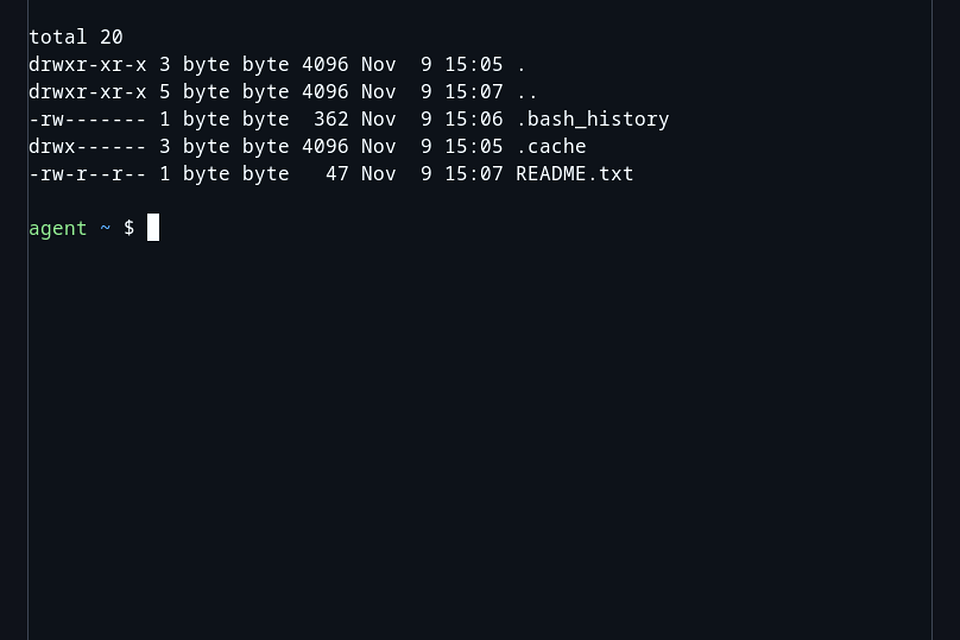 total 20
drwxr-xr-x 3 byte byte 4096 Nov  9 15:05 .
drwxr-xr-x 5 byte byte 4096 Nov  9 15:07 ..
-rw------- 1 byte byte  362 Nov  9 15:06 .bash_history
drwx------ 3 byte byte 4096 Nov  9 15:05 .cache
-rw-r--r-- 1 byte byte   47 Nov  9 15:07 README.txt
agent ~ $